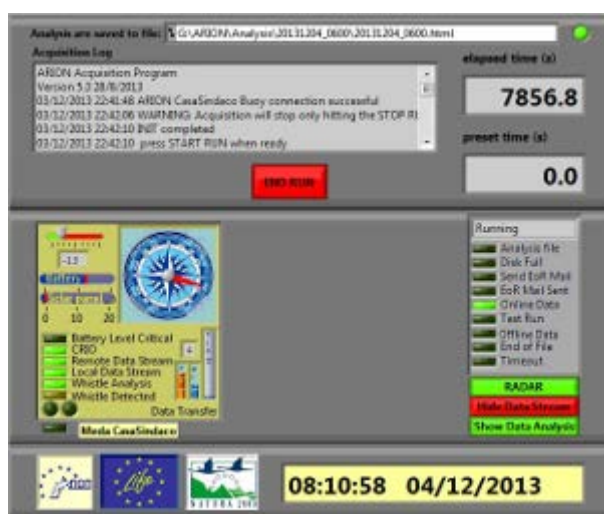 Analysis are saved to file: G:\ARION\Analysis\20131204_0600\20131204_0600.html
Acquisition Log
ARION Acquisition Program
Version 5.3 28/8/2013
03/12/2013 22:41:48 ARION CasaSindaco Buoy connection successful
03/12/2013 22:42:06 WARNING: Acquisition will stop only hitting the STOP RU
03/12/2013 22:42:10 INIT completed
03/12/2013 22:42:10 press START RUN when ready
elapsed time (s)
7856.8
preset time (s)
0.0
END RUN
-13
Battery
0 10 20
Battery Level Critical
CRIO
Remote Data Stream
Local Data Stream
Whistle Analysis
Whistle Detected
Data Transfer
Meda CasaSindaco
Running
Analysis file
Disk Full
Send EoR Mail
EoR Mail Sent
Online Data
Test Run
Offline Data
End of File
Timeout
RADAR
Hide Data Stream
Show Data Analysis
Arion
Life
NATURA 2000
08:10:58 04/12/2013